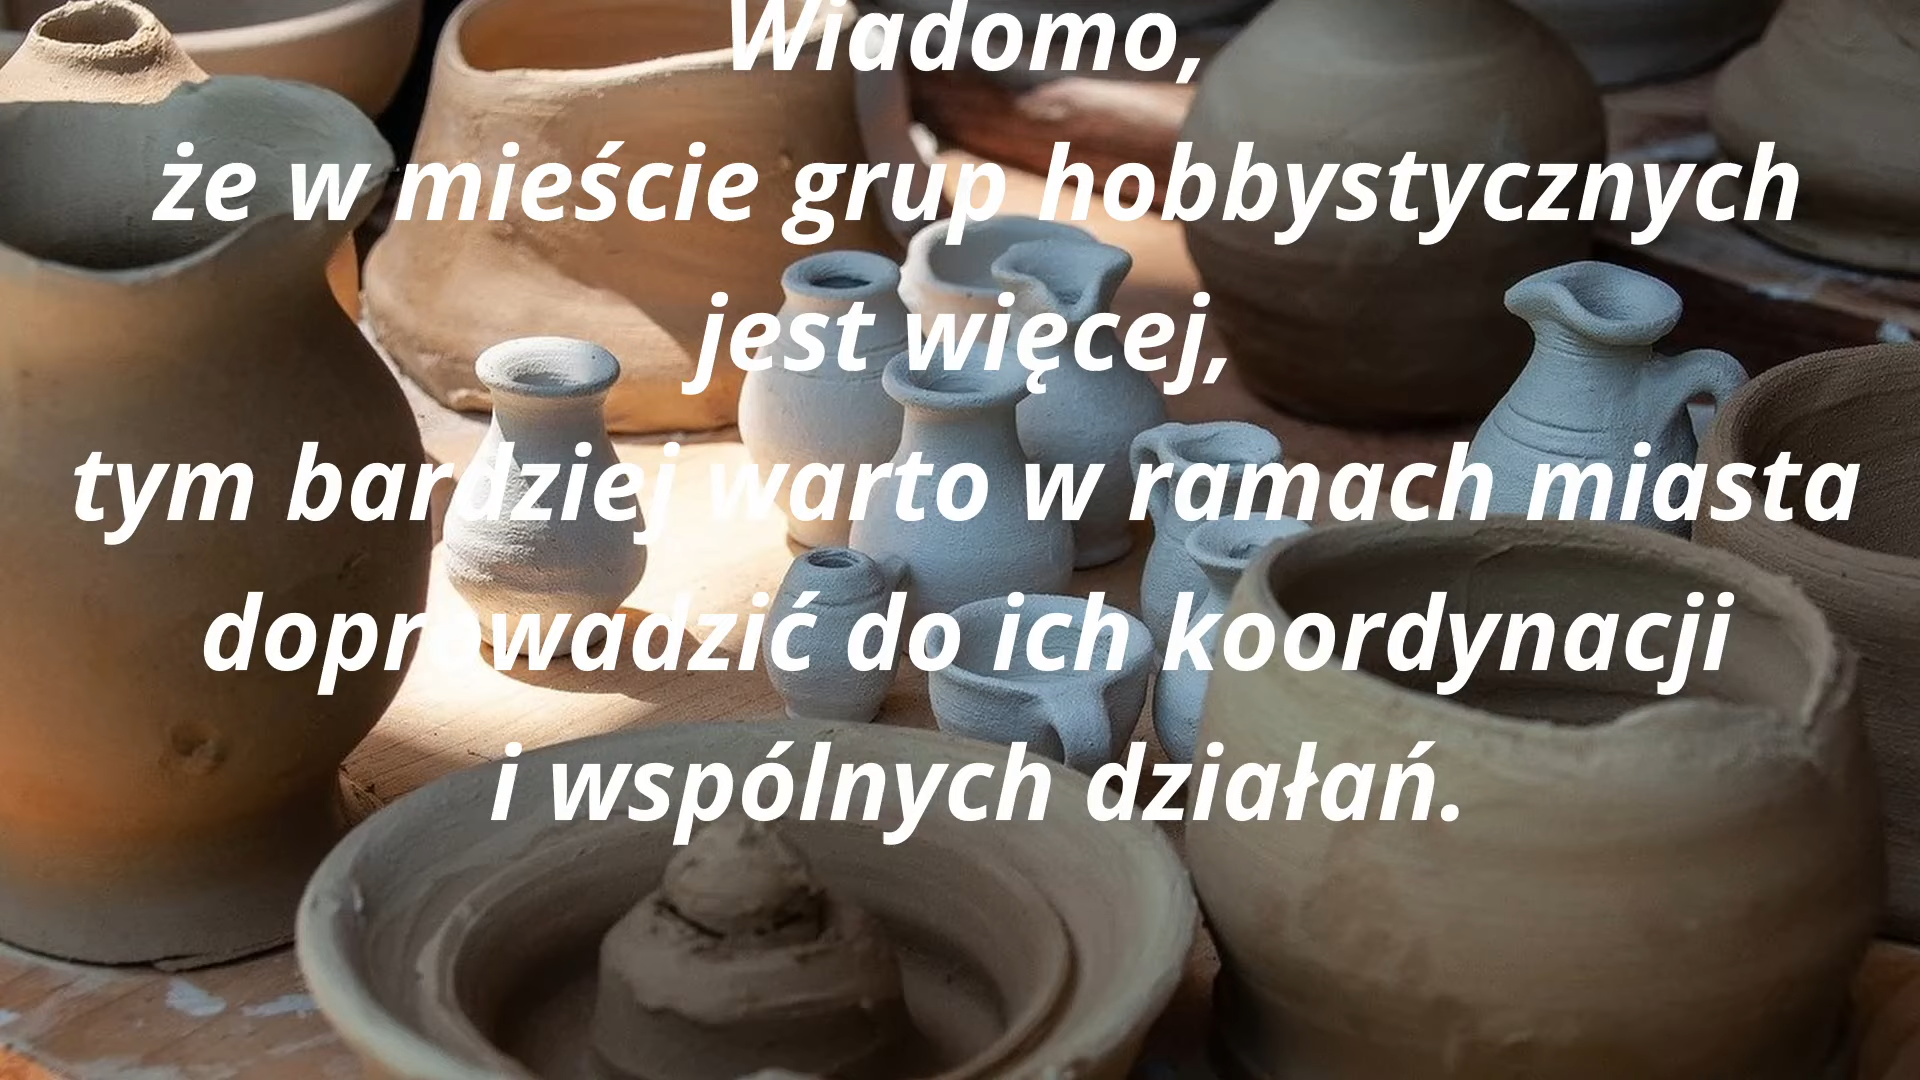 Wiadomo,
że w mieście grup hobbystycznych
jest więcej,
tym bardziej warto w ramach miasta
doprowadzić do ich koordynacji
i wspólnych działań.